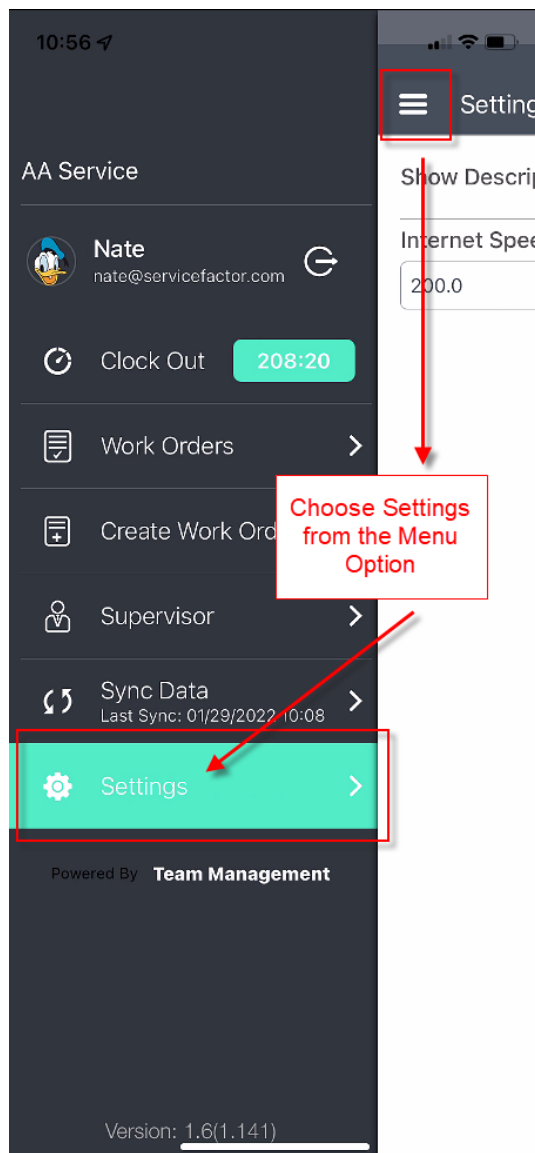 10:56
Setting
AA Service
Show Descrip
Nate
nate@servicefactor.com
Internet Spee
200.0
Clock Out
208:20
Work Orders
Choose Settings
from the Menu
Option
Create Work Ord
Supervisor
Sync Data
Last Sync: 01/29/2022 10:08
Settings
Powered By Team Management
Version: 1.6(1.141)